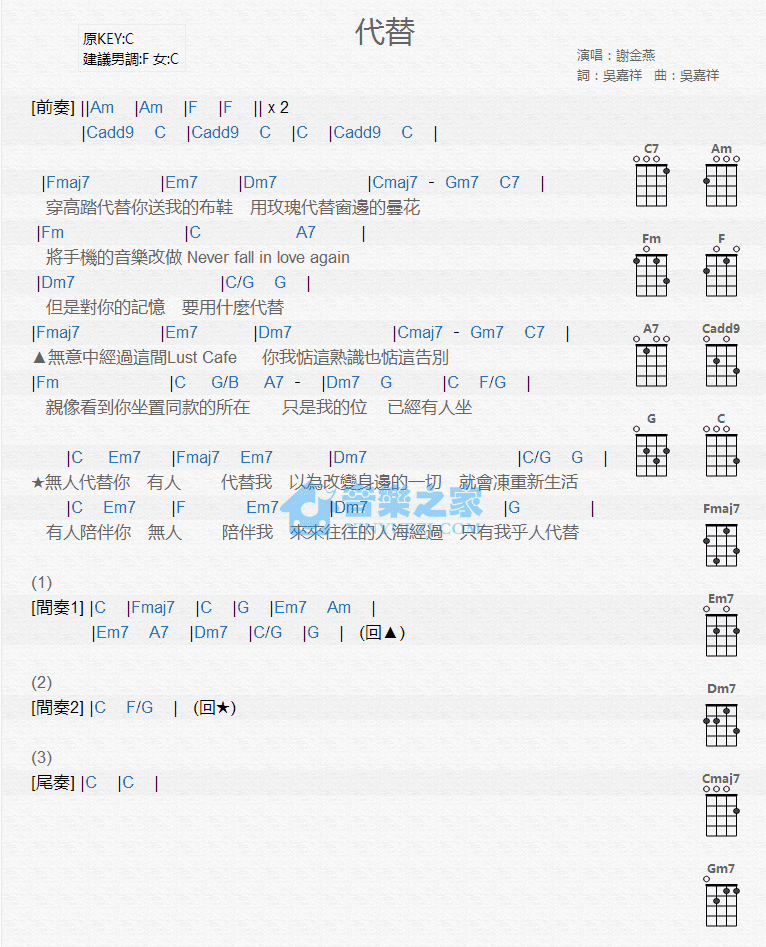 代替
原KEY:C
建議男調:F 女:C
演唱：謝金燕
詞：吳嘉祥 曲：吳嘉祥
[前奏] ||Am |Am |F |F || x 2
|Cadd9 C |Cadd9 C |C |Cadd9 C |
|Fmaj7 |Em7 |Dm7 |Cmaj7 - Gm7 C7 |
穿高踏代替你送我的布鞋 用玫瑰代替窗邊的曇花
|Fm |C A7 |
將手機的音樂改做 Never fall in love again
|Dm7 |C/G G |
但是對你的記憶 要用什麼代替
|Fmaj7 |Em7 |Dm7 |Cmaj7 - Gm7 C7 |
▲無意中經過這間Lust Cafe 你我惦這熟識也惦這告別
|Fm |C G/B A7 - |Dm7 G |C F/G |
親像看到你坐置同款的所在 只是我的位 已經有人坐
|C Em7 |Fmaj7 Em7 |Dm7 |C/G G |
★無人代替你 有人 代替我 以為改變身邊的一切 就會凍重新生活
|C Em7 |F Em7 |Dm7 |G |
有人陪伴你 無人 陪伴我 來來往往的人海經過 只有我乎人代替
音樂之家
(1)
[間奏1] |C |Fmaj7 |C |G |Em7 Am |
|Em7 A7 |Dm7 |C/G |G | (回▲)
(2)
[間奏2] |C F/G | (回★)
(3)
[尾奏] |C |C |
C7 Am
Fm F
A7 Cadd9
G C
Fmaj7
Em7
Dm7
Cmaj7
Gm7